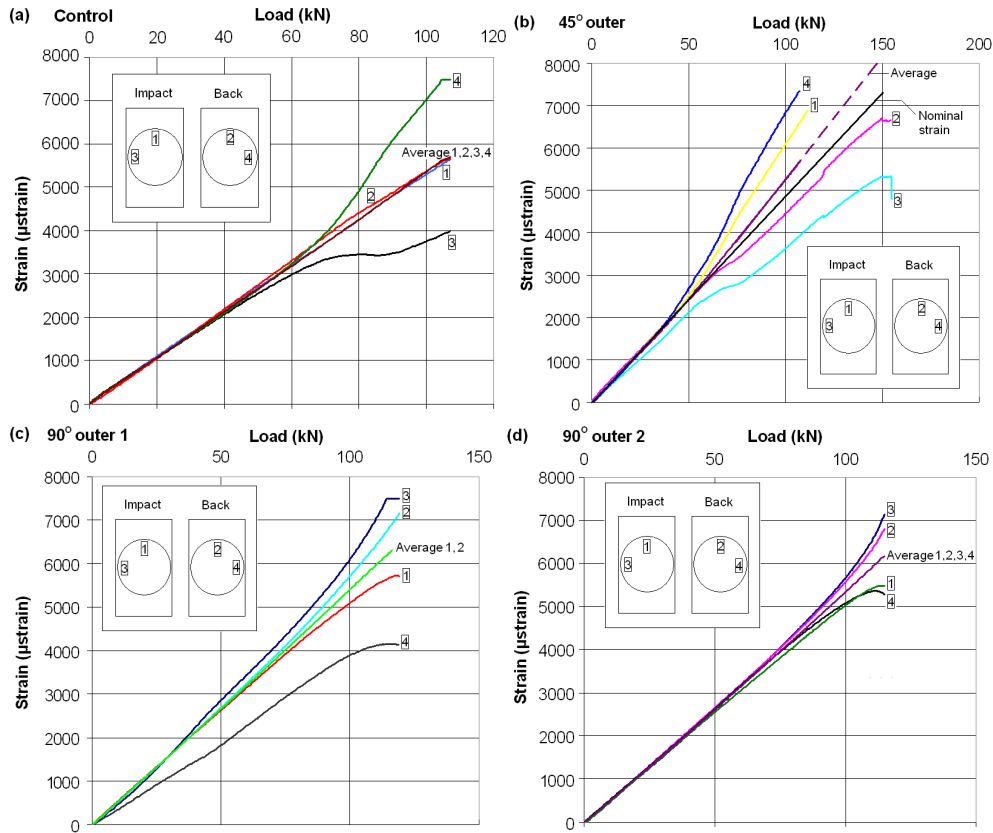 (a) Control Load (kN)
0 20 40 60 80 100 120
Strain (µstrain)
8000
7000
6000
5000
4000
3000
2000
1000
0
Impact Back
1 2
3 4
4
Average 1,2,3,4
1
2
3
(b) 45° outer Load (kN)
0 50 100 150 200
Strain (µstrain)
8000
7000
6000
5000
4000
3000
2000
1000
0
Average
4
1
Nominal
strain
2
3
Impact Back
1 2
3 4
(c) 90° outer 1 Load (kN)
0 50 100 150
Strain (µstrain)
8000
7000
6000
5000
4000
3000
2000
1000
0
Impact Back
1 2
3 4
3
2
Average 1,2
1
4
(d) 90° outer 2 Load (kN)
0 50 100 150
Strain (µstrain)
8000
7000
6000
5000
4000
3000
2000
1000
0
Impact Back
1 2
3 4
3
2
Average 1,2,3,4
1
4